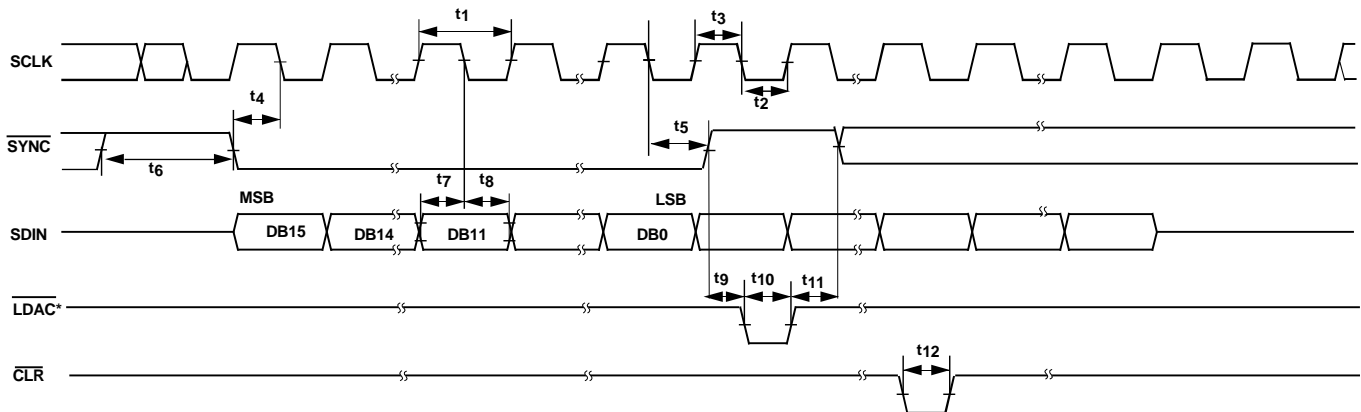 t1
t3
SCLK
t4
t2
SYNC
t5
t6
MSB
t7
t8
LSB
SDIN
DB15
DB14
DB11
DB0
t9
t10
t11
LDAC*
t12
CLR